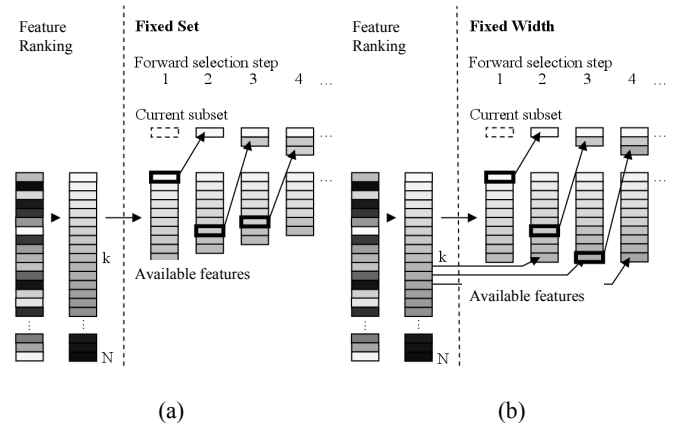 Feature
Ranking
Fixed Set
Forward selection step
1 2 3 4 ...
Current subset
...
...
k
Available features
N
(a)
Feature
Ranking
Fixed Width
Forward selection step
1 2 3 4 ...
Current subset
...
...
k
Available features
N
(b)